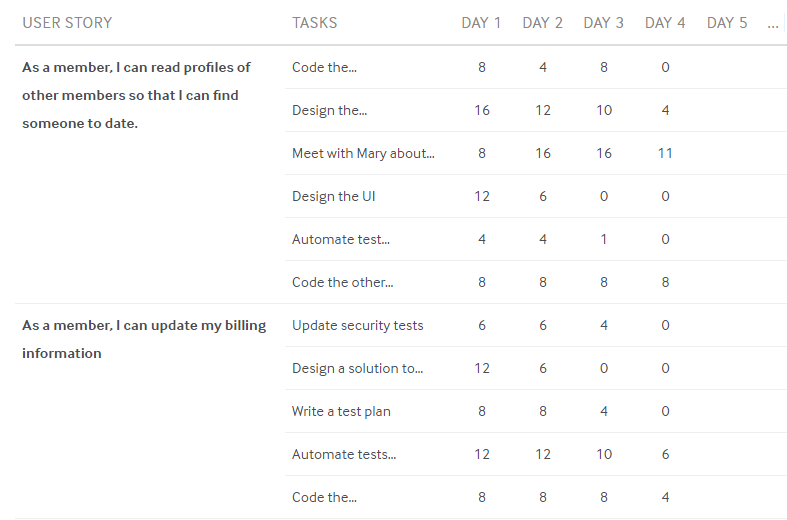 USER STORY TASKS DAY 1 DAY 2 DAY 3 DAY 4 DAY 5 ...
As a member, I can read profiles of Code the... 8 4 8 0
other members so that I can find
someone to date.
Design the... 16 12 10 4
Meet with Mary about... 8 16 16 11
Design the UI 12 6 0 0
Automate test... 4 4 1 0
Code the other... 8 8 8 8
As a member, I can update my billing Update security tests 6 6 4 0
information
Design a solution to... 12 6 0 0
Write a test plan 8 8 4 0
Automate tests... 12 12 10 6
Code the... 8 8 8 4